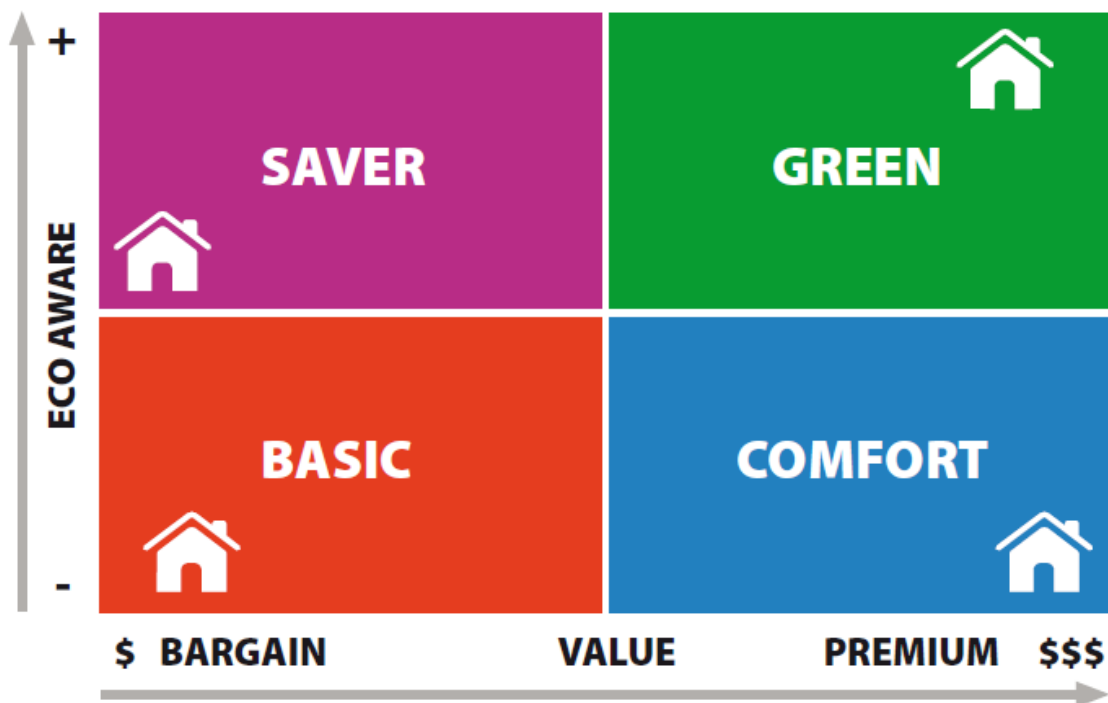 +
SAVER
GREEN
ECO AWARE
BASIC
COMFORT
-
$ BARGAIN VALUE PREMIUM $$$